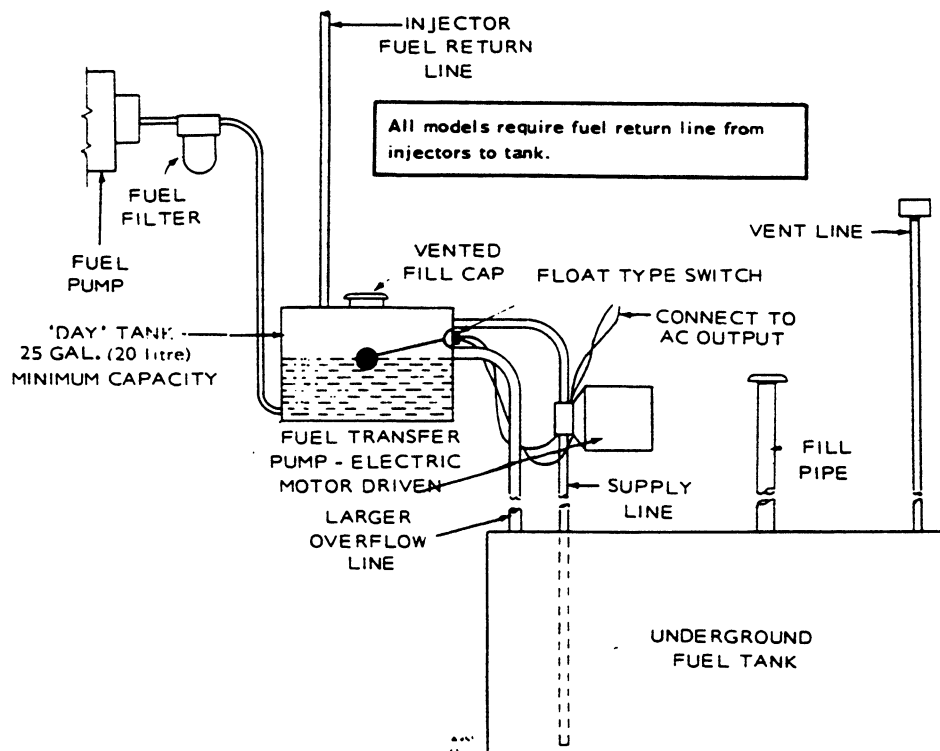 INJECTOR
FUEL RETURN
LINE
All models require fuel return line from
injectors to tank.
FUEL
FILTER
FUEL
PUMP
VENTED
FILL CAP
FLOAT TYPE SWITCH
VENT LINE
CONNECT TO
AC OUTPUT
'DAY' TANK
25 GAL. (20 litre)
MINIMUM CAPACITY
FUEL TRANSFER
PUMP - ELECTRIC
MOTOR DRIVEN
FILL
PIPE
SUPPLY
LINE
LARGER
OVERFLOW
LINE
UNDERGROUND
FUEL TANK